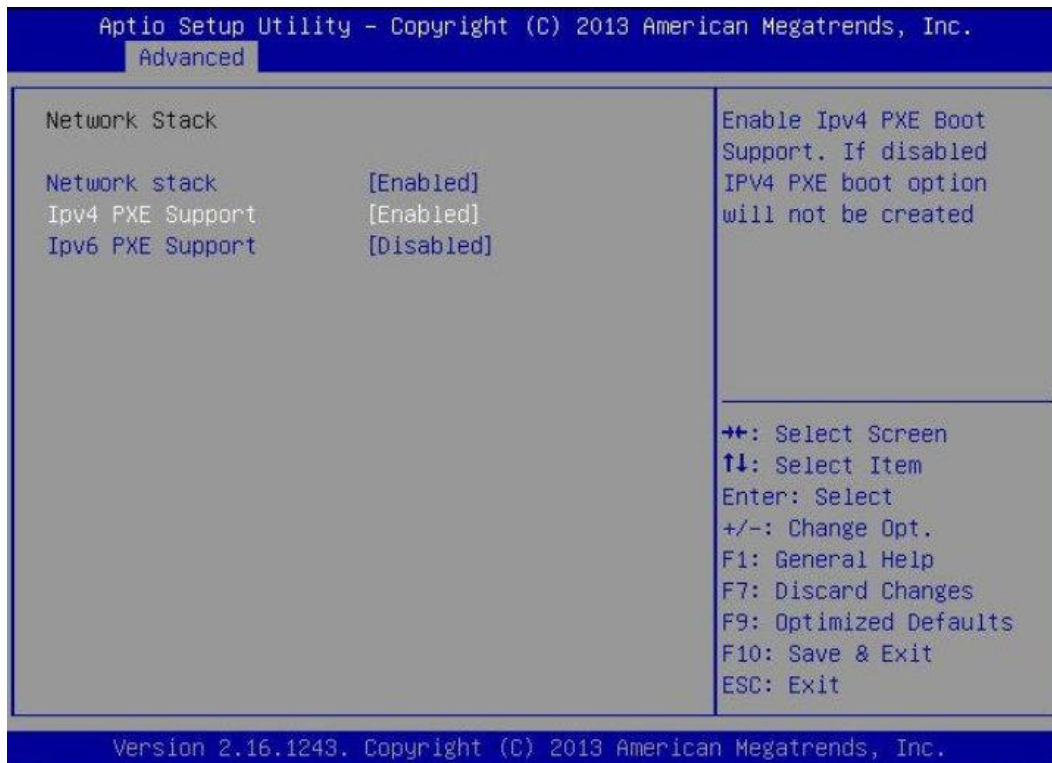 Aptio Setup Utility – Copyright (C) 2013 American Megatrends, Inc.
Advanced
Network Stack
Network stack [Enabled]
Ipv4 PXE Support [Enabled]
Ipv6 PXE Support [Disabled]
Enable Ipv4 PXE Boot
Support. If disabled
IPV4 PXE boot option
will not be created
→←: Select Screen
↑↓: Select Item
Enter: Select
+/-: Change Opt.
F1: General Help
F7: Discard Changes
F9: Optimized Defaults
F10: Save & Exit
ESC: Exit
Version 2.16.1243. Copyright (C) 2013 American Megatrends, Inc.